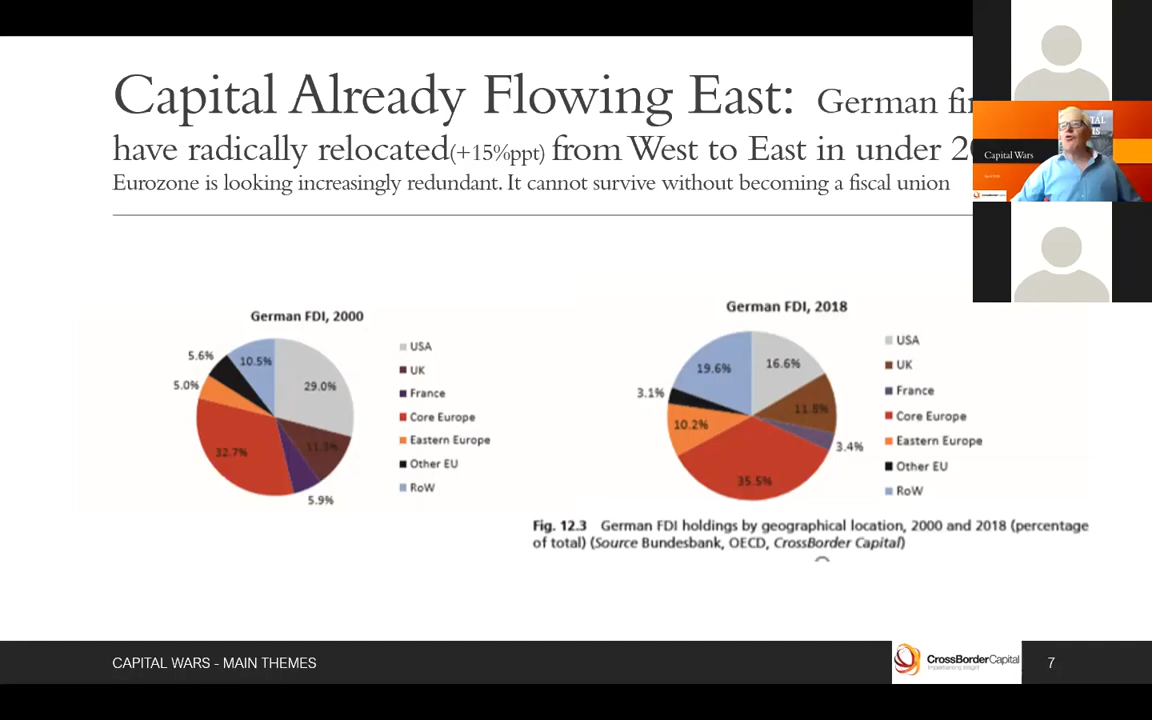 Capital Already Flowing East: German
have radically relocated(+15%ppt) from West to East in under
Eurozone is looking increasingly redundant. It cannot survive without becoming a fiscal union
Capital Wars
German FDI, 2000
5.6%
10.5%
5.0%
29.0%
32.7%
11.3%
5.9%
USA
UK
France
Core Europe
Eastern Europe
Other EU
RoW
German FDI, 2018
19.6%
16.6%
3.1%
11.8%
10.2%
3.4%
35.5%
USA
UK
France
Core Europe
Eastern Europe
Other EU
RoW
Fig. 12.3 German FDI holdings by geographical location, 2000 and 2018 (percentage
of total) (Source Bundesbank, OECD, CrossBorder Capital)
CAPITAL WARS - MAIN THEMES
CrossBorderCapital
7